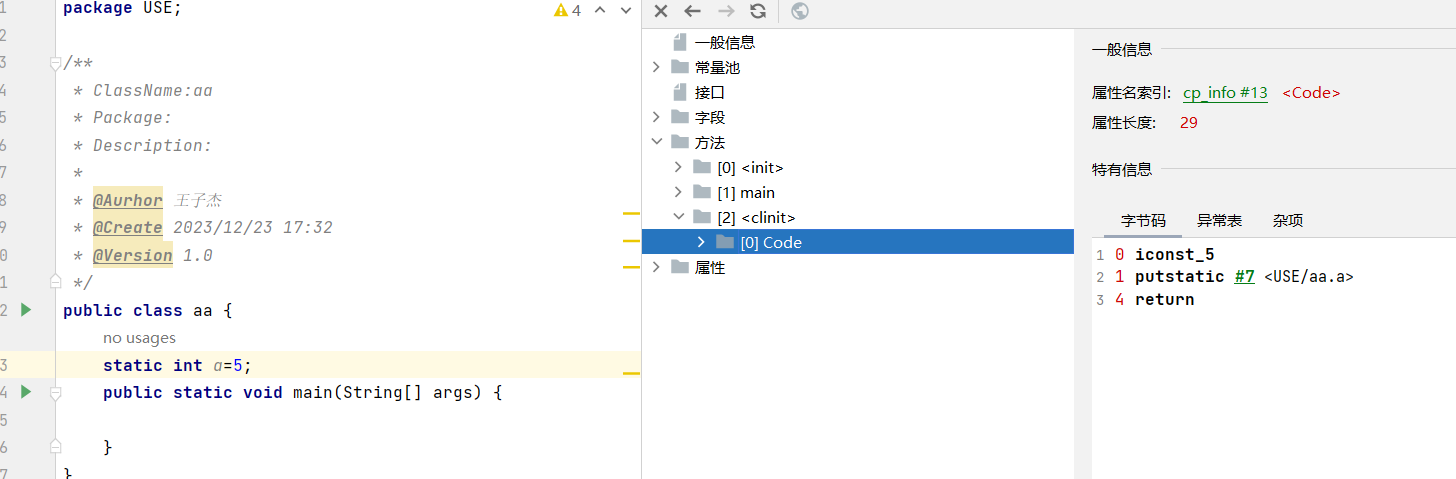 1 package USE;
4
2
3 /**
4 * ClassName:aa
5 * Package:
6 * Description:
7 *
8 * @Aurhor 王子杰
9 * @Create 2023/12/23 17:32
0 * @Version 1.0
1 */
2 public class aa {
no usages
3 static int a=5;
4 public static void main(String[] args) {
5
6 }
7 }
一般信息
常量池
接口
字段
方法
[0] <init>
[1] main
[2] <clinit>
[0] Code
属性
一般信息
属性名索引: cp_info #13 <Code>
属性长度: 29
特有信息
字节码 异常表 杂项
1 0 iconst_5
2 1 putstatic #7 <USE/aa.a>
3 4 return